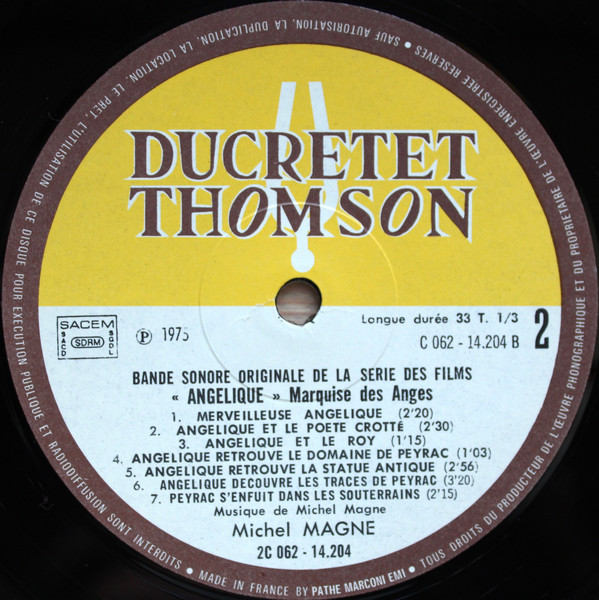 DUCRETET
THOMSON
SACEM
SACD
SDRM
SGDL
Ⓟ 1975
Longue durée 33 T. 1/3
C 062 - 14.204 B
2
BANDE SONORE ORIGINALE DE LA SERIE DES FILMS
« ANGELIQUE » Marquise des Anges
1. MERVEILLEUSE ANGELIQUE (2'20)
2. ANGELIQUE ET LE POETE CROTTÉ (2'30)
3. ANGELIQUE ET LE ROY (1'15)
4. ANGELIQUE RETROUVE LE DOMAINE DE PEYRAC (1'03)
5. ANGELIQUE RETROUVE LA STATUE ANTIQUE (2'56)
6. ANGELIQUE DECOUVRE LES TRACES DE PEYRAC (3'20)
7. PEYRAC S'ENFUIT DANS LES SOUTERRAINS (2'15)
Musique de Michel Magne
Michel MAGNE
2C 062 - 14.204
• MADE IN FRANCE BY PATHE MARCONI EMI • TOUS DROITS DU PRODUCTEUR DE L'ŒUVRE PHONOGRAPHIQUE ET DU PROPRIETAIRE DE L'ŒUVRE ENREGISTREE RESERVES • SAUF AUTORISATION, LA DUPLICATION, LA LOCATION, LE PRET, L'UTILISATION DE CE DISQUE POUR EXECUTION PUBLIQUE ET RADIODIFFUSION SONT INTERDITS